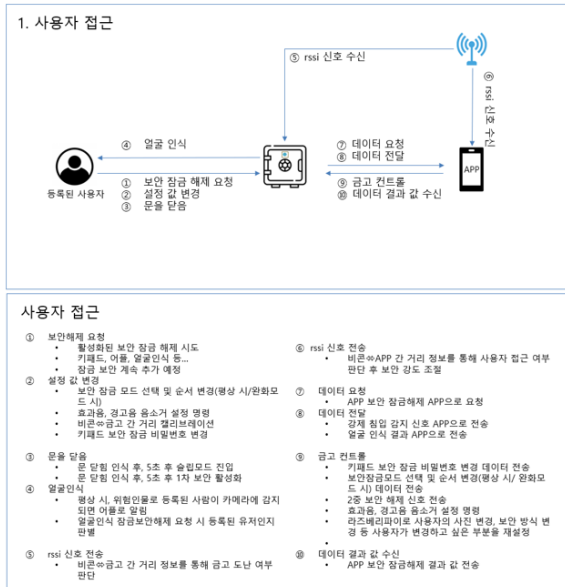 1. 사용자 접근
⑤ rssi 신호 수신
⑥ rssi 신호 수신
④ 얼굴 인식
⑦ 데이터 요청
⑧ 데이터 전달
APP
등록된 사용자
① 보안 잠금 해제 요청
② 설정 값 변경
③ 문을 닫음
⑨ 금고 컨트롤
⑩ 데이터 결과 값 수신
사용자 접근
① 보안해제 요청
• 활성화된 보안 잠금 해제 시도
• 키패드, 어플, 얼굴인식 등...
• 잠금 보안 계속 추가 예정
② 설정 값 변경
• 보안 잠금 모드 선택 및 순서 변경(평상 시/완화모
드 시)
• 효과음, 경고음 음소거 설정 명령
• 비콘⇔금고 간 거리 캘리브레이션
• 키패드 보안 잠금 비밀번호 변경
③ 문을 닫음
• 문 닫힘 인식 후, 5초 후 슬립모드 진입
• 문 닫힘 인식 후, 5초 후 1차 보안 활성화
④ 얼굴인식
• 평상 시, 위험인물로 등록된 사람이 카메라에 감지
되면 어플로 알림
• 얼굴인식 잠금보안해제 요청 시 등록된 유저인지
판별
⑤ rssi 신호 전송
• 비콘⇔금고 간 거리 정보를 통해 금고 도난 여부
판단
⑥ rssi 신호 전송
• 비콘⇔APP 간 거리 정보를 통해 사용자 접근 여부
판단 후 보안 강도 조절
⑦ 데이터 요청
• APP 보안 잠금해제 APP으로 요청
⑧ 데이터 전달
• 강제 침입 감지 신호 APP으로 전송
• 얼굴 인식 결과 APP으로 전송
⑨ 금고 컨트롤
• 키패드 보안 잠금 비밀번호 변경 데이터 전송
• 보안잠금모드 선택 및 순서 변경(평상 시/ 완화모
드 시) 데이터 전송
• 2중 보안 해제 신호 전송
• 효과음, 경고음 음소거 설정 명령
• 라즈베리파이로 사용자의 사진 변경, 보안 방식 변
경 등 사용자가 변경하고 싶은 부분을 재설정
•
⑩ 데이터 결과 값 수신
• APP 보안 잠금해제 결과 값 전송